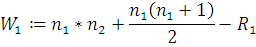 W₁ ≔ n₁ * n₂ + n₁(n₁ + 1)/2 − R₁